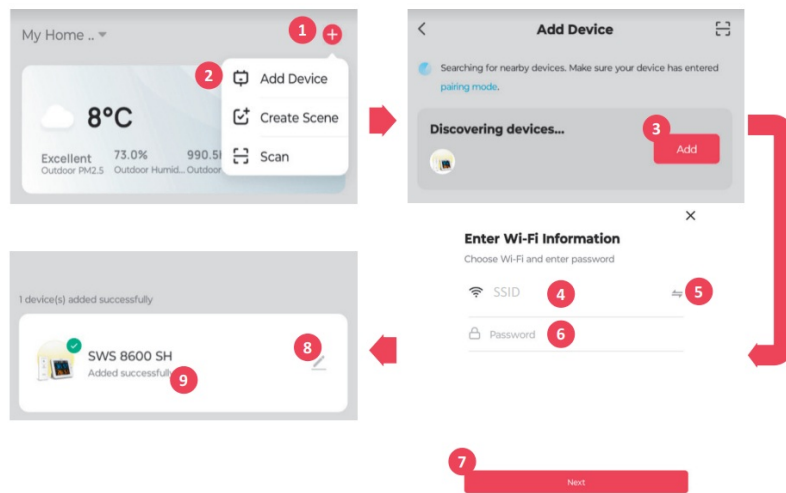 My Home .. 1
2 Add Device
8°C
Create Scene
Excellent 73.0% 990.5
Outdoor PM2.5 Outdoor Humid... Outdoor
Scan
Add Device
Searching for nearby devices. Make sure your device has entered
pairing mode.
Discovering devices...
3
Add
Enter Wi-Fi Information
Choose Wi-Fi and enter password
SSID 4 5
Password 6
7
Next
1 device(s) added successfully
SWS 8600 SH 8
Added successfully 9